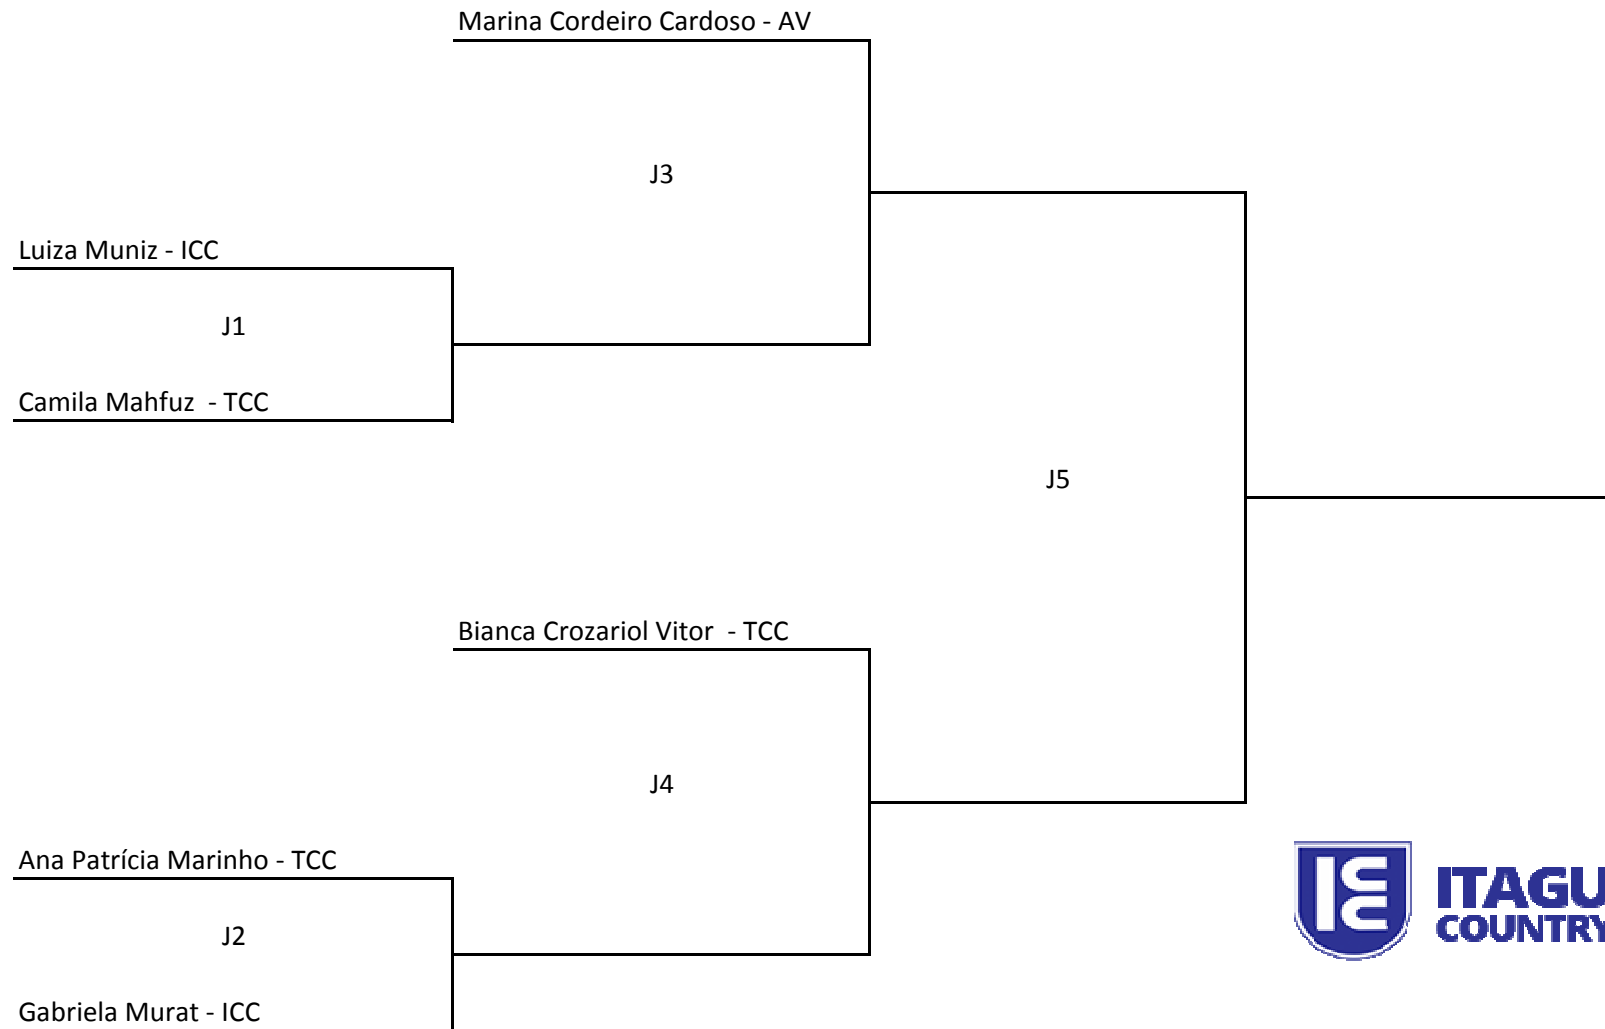 Marina Cordeiro Cardoso - AV
J3
Luiza Muniz - ICC
J1
Camila Mahfuz  - TCC
J5
Bianca Crozariol Vitor  - TCC
J4
Ana Patrícia Marinho - TCC
J2
Gabriela Murat - ICC
ITAGU
COUNTRY